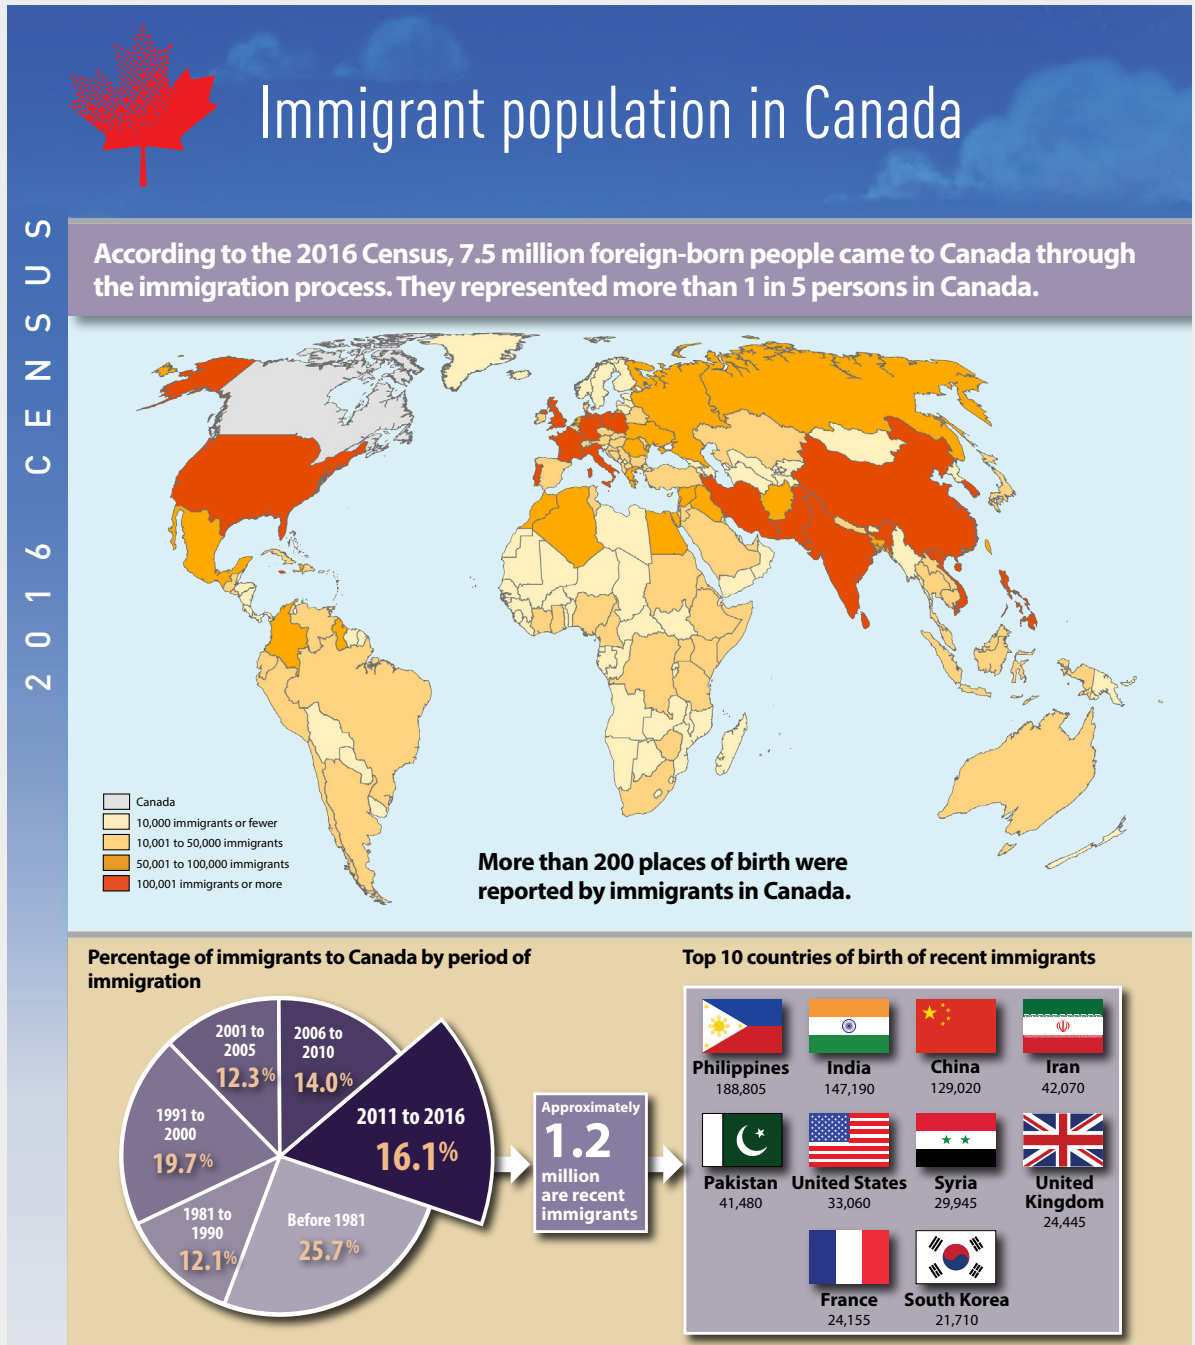 Immigrant population in Canada
2016 CENSUS
According to the 2016 Census, 7.5 million foreign-born people came to Canada through
the immigration process. They represented more than 1 in 5 persons in Canada.
Canada
10,000 immigrants or fewer
10,001 to 50,000 immigrants
50,001 to 100,000 immigrants
100,001 immigrants or more
More than 200 places of birth were
reported by immigrants in Canada.
Percentage of immigrants to Canada by period of
immigration
2001 to
2005
12.3%
2006 to
2010
14.0%
2011 to 2016
16.1%
1991 to
2000
19.7%
1981 to
1990
12.1%
Before 1981
25.7%
Approximately
1.2
million
are recent
immigrants
Top 10 countries of birth of recent immigrants
Philippines
188,805
India
147,190
China
129,020
Iran
42,070
Pakistan
41,480
United States
33,060
Syria
29,945
United
Kingdom
24,445
France
24,155
South Korea
21,710